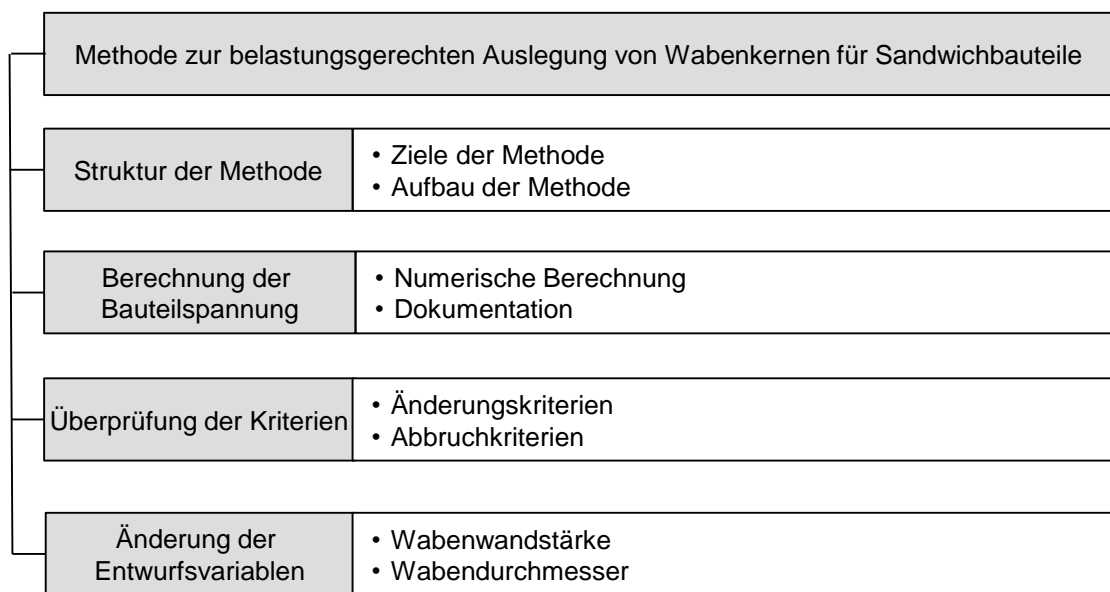 Methode zur belastungsgerechten Auslegung von Wabenkernen für Sandwichbauteile
Struktur der Methode
• Ziele der Methode
• Aufbau der Methode
Berechnung der
Bauteilspannung
• Numerische Berechnung
• Dokumentation
Überprüfung der Kriterien
• Änderungskriterien
• Abbruchkriterien
Änderung der
Entwurfsvariablen
• Wabenwandstärke
• Wabendurchmesser